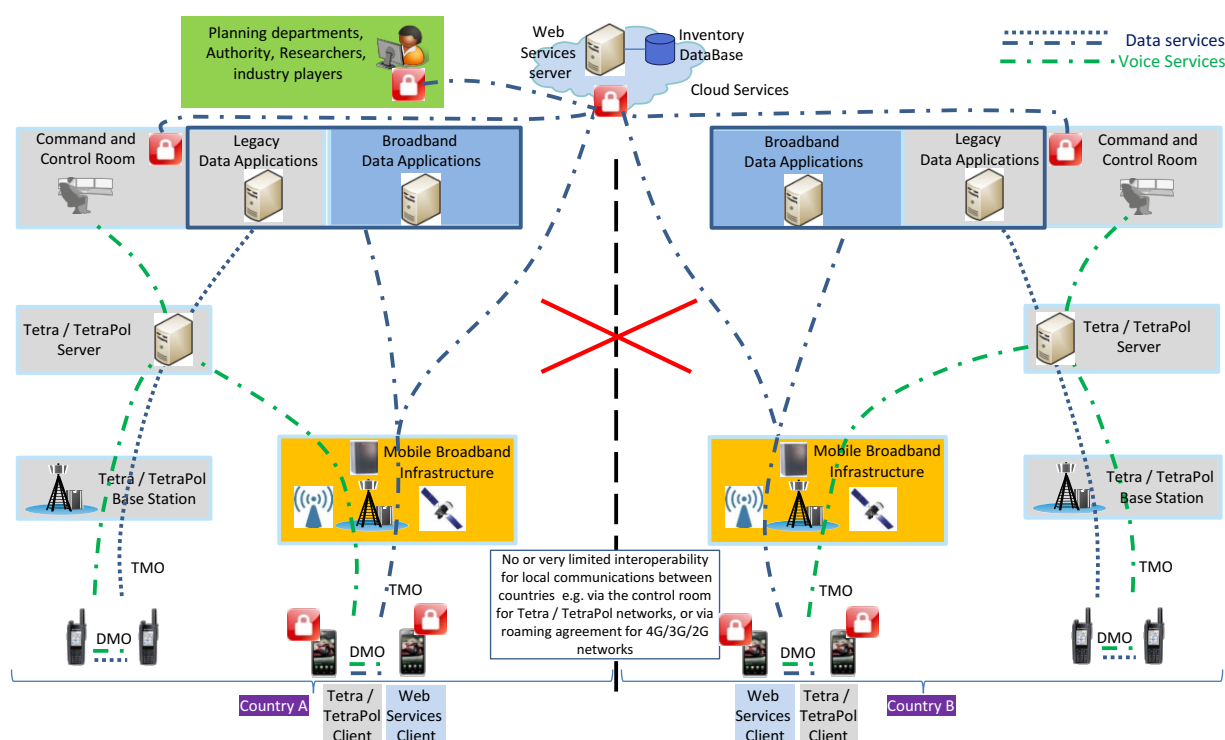 Planning departments,
Authority, Researchers,
industry players
Web
Services
server
Inventory
DataBase
Cloud Services
Data services
Voice Services
Command and
Control Room
Legacy
Data Applications
Broadband
Data Applications
Broadband
Data Applications
Legacy
Data Applications
Command and
Control Room
Tetra / TetraPol
Server
Tetra / TetraPol
Server
Mobile Broadband
Infrastructure
Mobile Broadband
Infrastructure
Tetra / TetraPol
Base Station
Tetra / TetraPol
Base Station
No or very limited interoperability
for local communications between
countries e.g. via the control room
for Tetra / TetraPol networks, or via
roaming agreement for 4G/3G/2G
networks
TMO
TMO
TMO
TMO
DMO
DMO
DMO
DMO
Country A
Country B
Tetra /
TetraPol
Client
Web
Services
Client
Web
Services
Client
Tetra /
TetraPol
Client